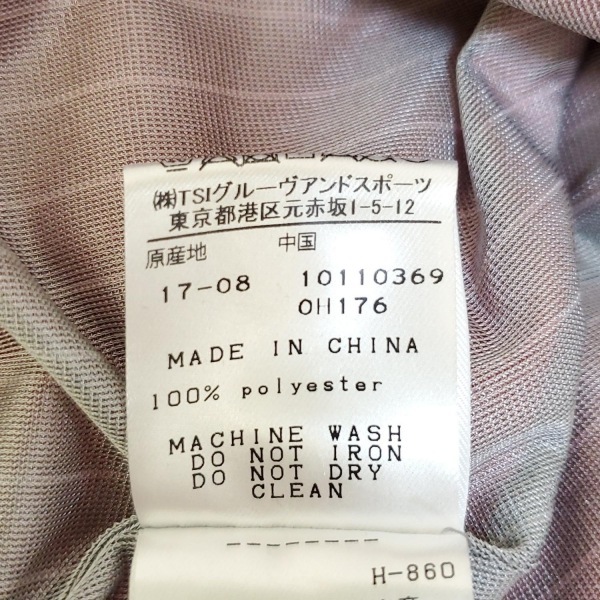 ㈱TSIグルーヴアンドスポーツ
東京都港区元赤坂1-5-12
原産地 中国
17-08 10110369
OH176
MADE IN CHINA
100% polyester
MACHINE WASH
DO NOT IRON
DO NOT DRY
CLEAN
--------
H-860